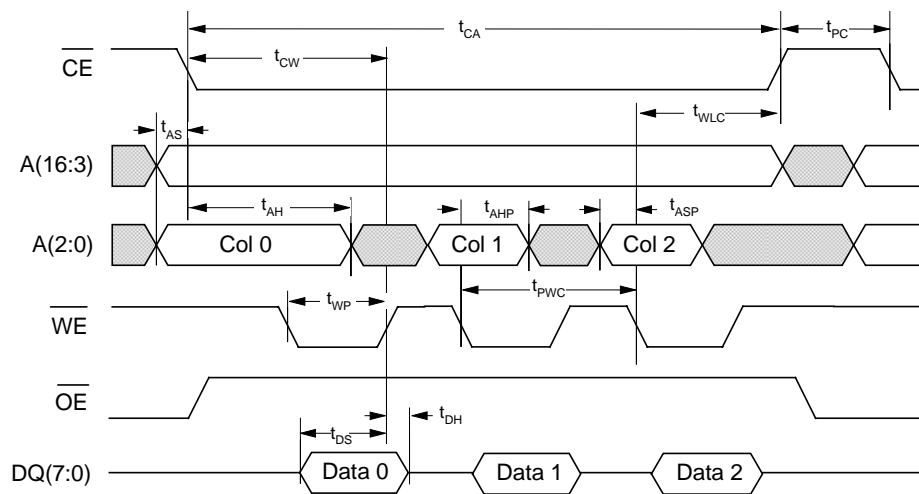 t_CA
t_PC
CE
t_CW
t_WLC
t_AS
A(16:3)
t_AH
t_AHP
t_ASP
A(2:0)
Col 0
Col 1
Col 2
t_PWC
t_WP
WE
OE
t_DH
t_DS
DQ(7:0)
Data 0
Data 1
Data 2